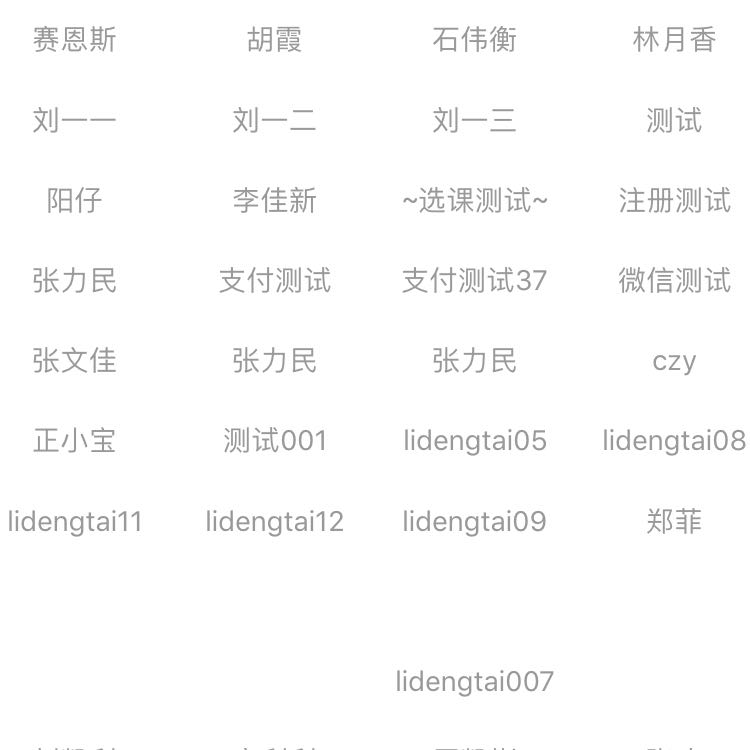 赛恩斯 胡霞 石伟衡 林月香
刘一一 刘一二 刘一三 测试
阳仔 李佳新 ~选课测试~ 注册测试
张力民 支付测试 支付测试37 微信测试
张文佳 张力民 张力民 czy
正小宝 测试001 lidengtai05 lidengtai08
lidengtai11 lidengtai12 lidengtai09 郑菲
lidengtai007